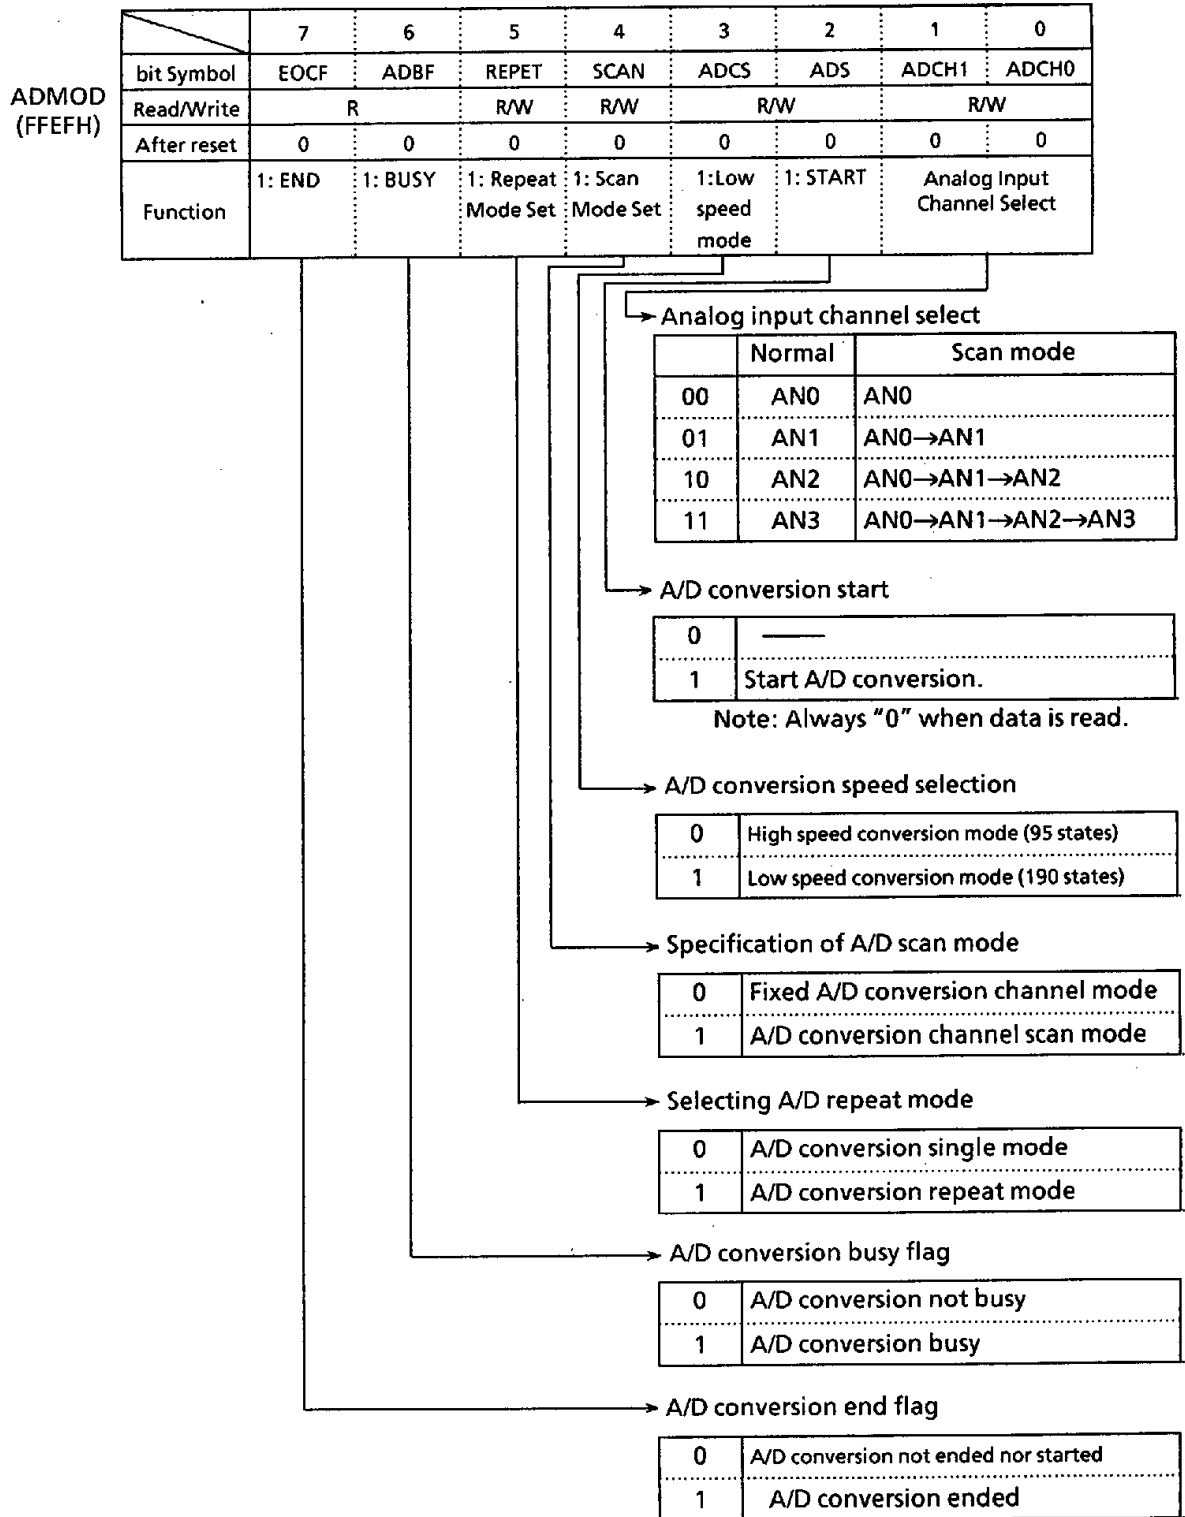 7 6 5 4 3 2 1 0
bit Symbol EOCF ADBF REPET SCAN ADCS ADS ADCH1 ADCH0
ADMOD
(FFEFH)
Read/Write R R/W R/W R/W R/W
After reset 0 0 0 0 0 0 0 0
Function
1: END
1: BUSY
1: Repeat
Mode Set
1: Scan
Mode Set
1:Low
speed
mode
1: START
Analog Input
Channel Select
Analog input channel select
Normal Scan mode
00 AN0 AN0
01 AN1 AN0→AN1
10 AN2 AN0→AN1→AN2
11 AN3 AN0→AN1→AN2→AN3
A/D conversion start
0 —
1 Start A/D conversion.
Note: Always "0" when data is read.
A/D conversion speed selection
0 High speed conversion mode (95 states)
1 Low speed conversion mode (190 states)
Specification of A/D scan mode
0 Fixed A/D conversion channel mode
1 A/D conversion channel scan mode
Selecting A/D repeat mode
0 A/D conversion single mode
1 A/D conversion repeat mode
A/D conversion busy flag
0 A/D conversion not busy
1 A/D conversion busy
A/D conversion end flag
0 A/D conversion not ended nor started
1 A/D conversion ended